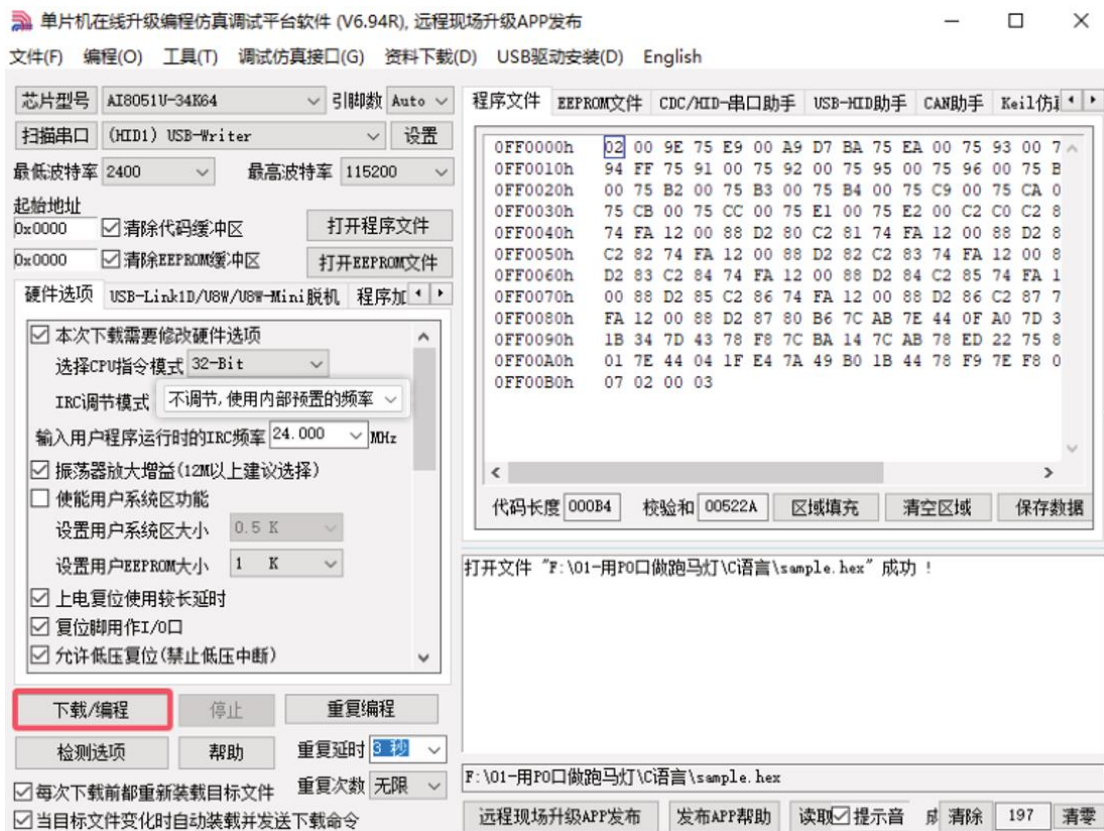 单片机在线升级编程仿真调试平台软件 (V6.94R), 远程现场升级APP发布
文件(F) 编程(O) 工具(T) 调试仿真接口(G) 资料下载(D) USB驱动安装(D) English
芯片型号 AI8051U-34K64 引脚数 Auto
扫描串口 (HID1) USB-Writer 设置
最低波特率 2400 最高波特率 115200
起始地址
0x0000 清除代码缓冲区 打开程序文件
0x0000 清除EEPROM缓冲区 打开EEPROM文件
硬件选项 USB-Link1D/U8W/U8W-Mini脱机 程序加
本次下载需要修改硬件选项
选择CPU指令模式 32-Bit
IRC调节模式 不调节,使用内部预置的频率
输入用户程序运行时的IRC频率 24.000 MHz
振荡器放大增益(12M以上建议选择)
使能用户系统区功能
设置用户系统区大小 0.5 K
设置用户EEPROM大小 1 K
上电复位使用较长延时
复位脚用作I/O口
允许低压复位(禁止低压中断)
下载/编程 停止 重复编程
检测选项 帮助 重复延时 3 秒
每次下载前都重新装载目标文件 重复次数 无限
当目标文件变化时自动装载并发送下载命令
程序文件 EEPROM文件 CDC/HID-串口助手 USB-HID助手 CAN助手 Keil仿
0FF0000h 02 00 9E 75 E9 00 A9 D7 BA 75 EA 00 75 93 00 7
0FF0010h 94 FF 75 91 00 75 92 00 75 95 00 75 96 00 75 B
0FF0020h 00 75 B2 00 75 B3 00 75 B4 00 75 C9 00 75 CA 0
0FF0030h 75 CB 00 75 CC 00 75 E1 00 75 E2 00 C2 C0 C2 8
0FF0040h 74 FA 12 00 88 D2 80 C2 81 74 FA 12 00 88 D2 8
0FF0050h C2 82 74 FA 12 00 88 D2 82 C2 83 74 FA 12 00 8
0FF0060h D2 83 C2 84 74 FA 12 00 88 D2 84 C2 85 74 FA 1
0FF0070h 00 88 D2 85 C2 86 74 FA 12 00 88 D2 86 C2 87 7
0FF0080h FA 12 00 88 D2 87 80 B6 7C AB 7E 44 0F A0 7D 3
0FF0090h 1B 34 7D 43 78 F8 7C BA 14 7C AB 78 ED 22 75 8
0FF00A0h 01 7E 44 04 1F E4 7A 49 B0 1B 44 78 F9 7E F8 0
0FF00B0h 07 02 00 03
代码长度 000B4 校验和 00522A 区域填充 清空区域 保存数据
打开文件 "F:\01-用P0口做跑马灯\C语言\sample.hex" 成功 !
F:\01-用P0口做跑马灯\C语言\sample.hex
远程现场升级APP发布 发布APP帮助 读取 提示音 清除 197 清零